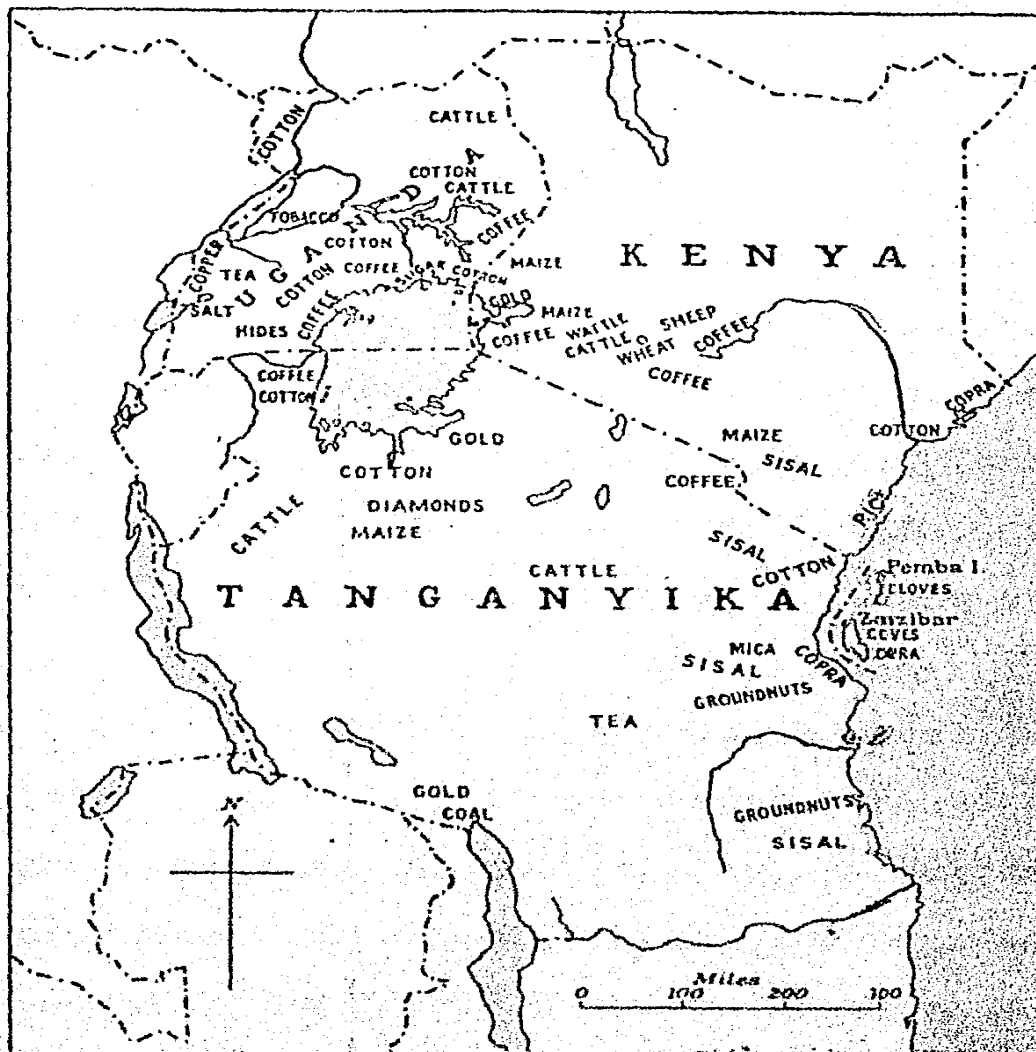 CATTLE
COTTON
COTTON
CATTLE
TOBACCO
COFFEE
UGANDA
COTTON
KENYA
COPPER
TEA
COTTON
COFFEE
SUGAR
COTTON
MAIZE
SALT
COFFEE
GOLD
MAIZE
HIDES
COFFEE
WATTLE
SHEEP
CATTLE
WHEAT
COFFEE
COFFEE
COFFLE
COTTON
COPRA
GOLD
MAIZE
COTTON
COTTON
SISAL
COFFEE
DIAMONDS
CATTLE
MAIZE
SISAL
COTTON
CATTLE
Pemba I.
CLOVES
TANGANYIKA
Zanzibar
COPRA
MICA
SISAL
COPRA
GROUNDNUTS
TEA
GOLD
COAL
GROUNDNUTS
SISAL
N
Miles
0 100 200 300